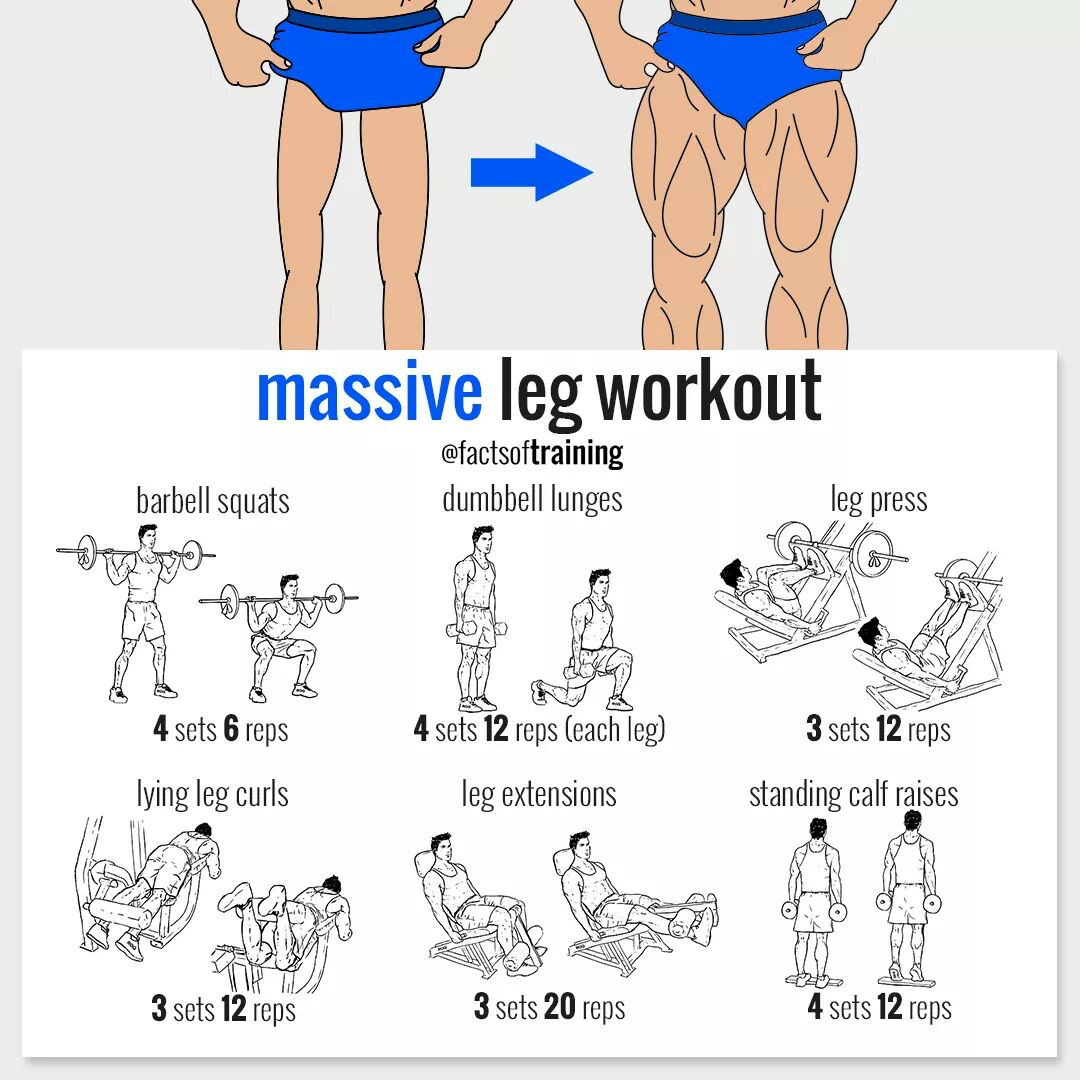 massive leg workout
@factsoftraining
barbell squats
dumbbell lunges
leg press
4 sets 6 reps
4 sets 12 reps (each leg)
3 sets 12 reps
lying leg curls
leg extensions
standing calf raises
3 sets 12 reps
3 sets 20 reps
4 sets 12 reps